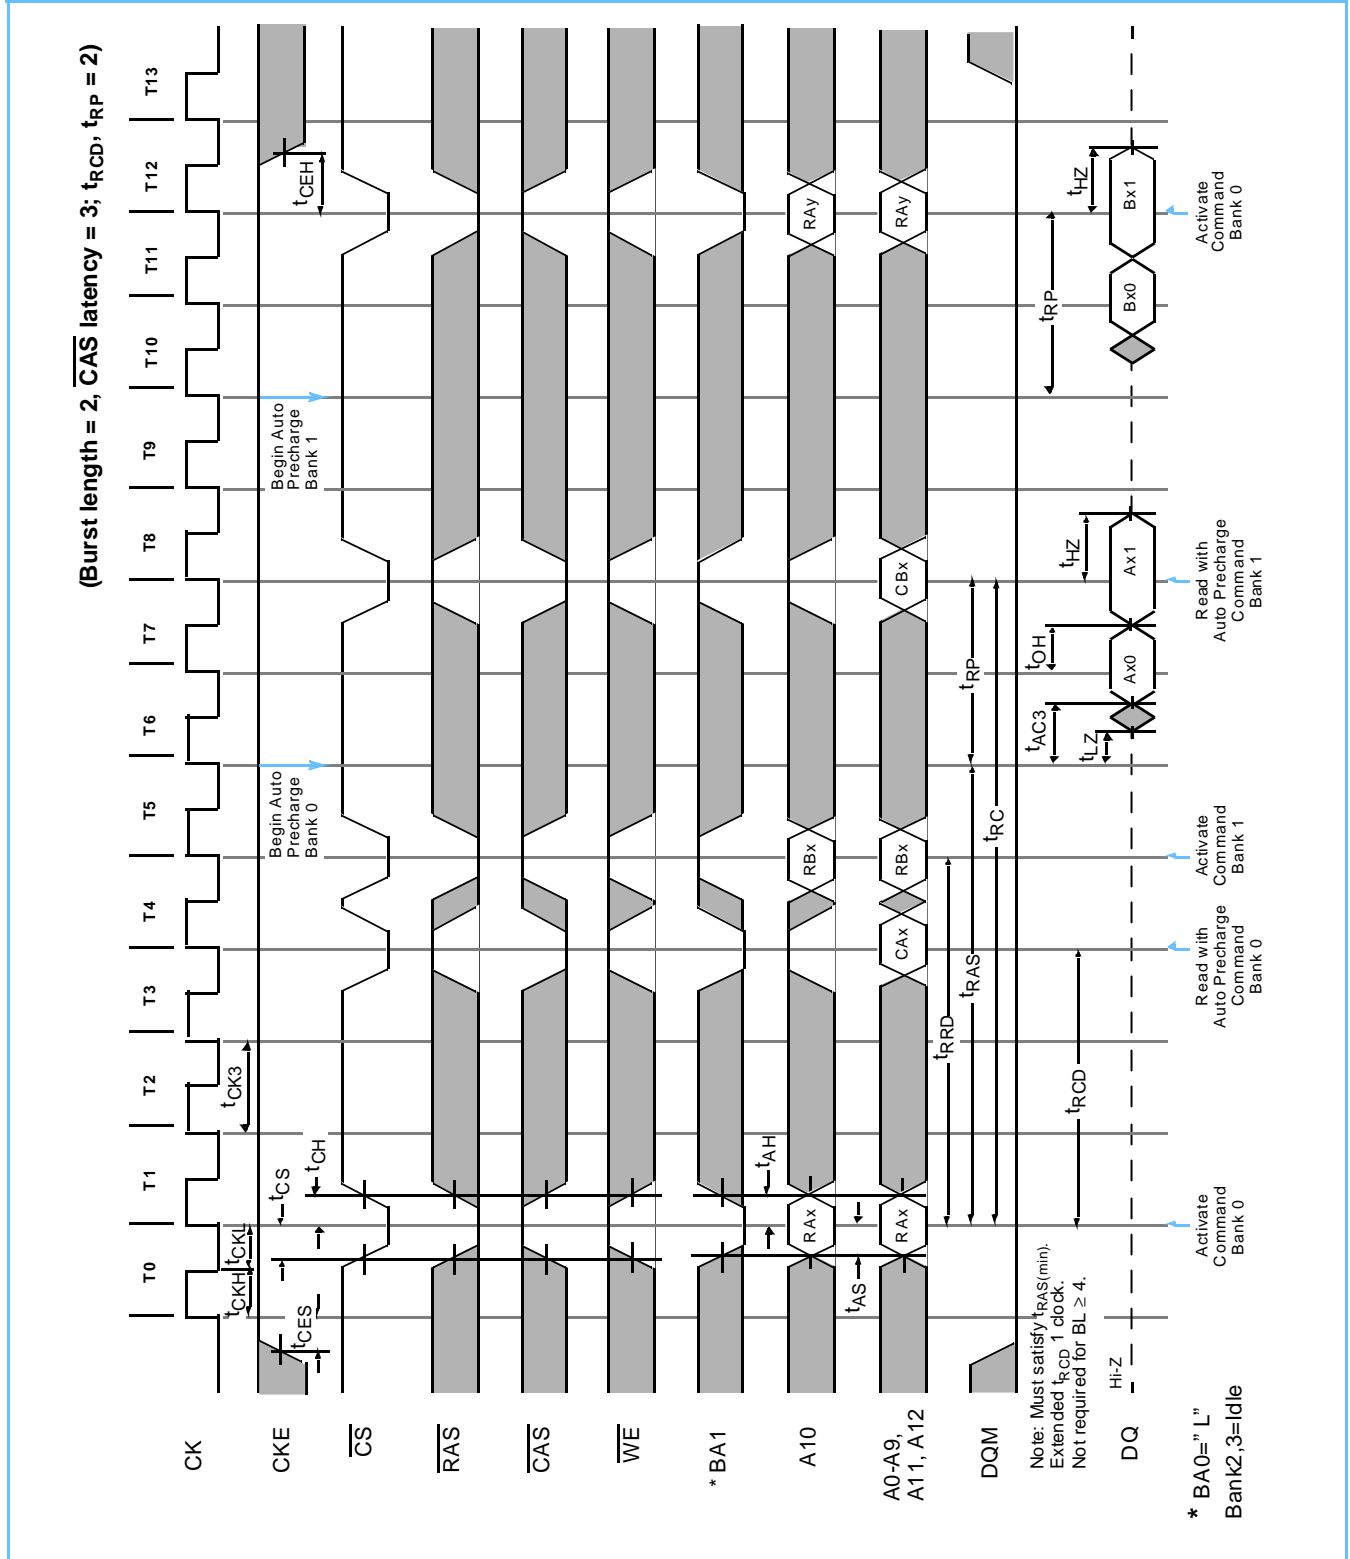 (Burst length = 2, CAS latency = 3; tRCD, tRP = 2)
T0 T1 T2 T3 T4 T5 T6 T7 T8 T9 T10 T11 T12 T13
CK
tCKH tCKL tCK3
CKE
tCES tCS tCH
Begin Auto
Precharge
Bank 0
Begin Auto
Precharge
Bank 1
tCEH
CS
RAS
CAS
WE
* BA1
tAH
A10
RAx RBx RAy
tAS
A0-A9,
A11, A12
RAx CAx RBx CBx RAy
tRRD
tRAS tRP
tRC
DQM
Note: Must satisfy tRAS(min).
Extended tRCD 1 clock.
Not required for BL ≥ 4.
tRCD
tAC3 tOH tHZ tRP tHZ
tLZ
Hi-Z
DQ
Ax0 Ax1 Bx0 Bx1
Activate
Command
Bank 0
Read with
Auto Precharge
Command
Bank 0
Activate
Command
Bank 1
Read with
Auto Precharge
Command
Bank 1
Activate
Command
Bank 0
* BA0=" L"
Bank2,3=Idle